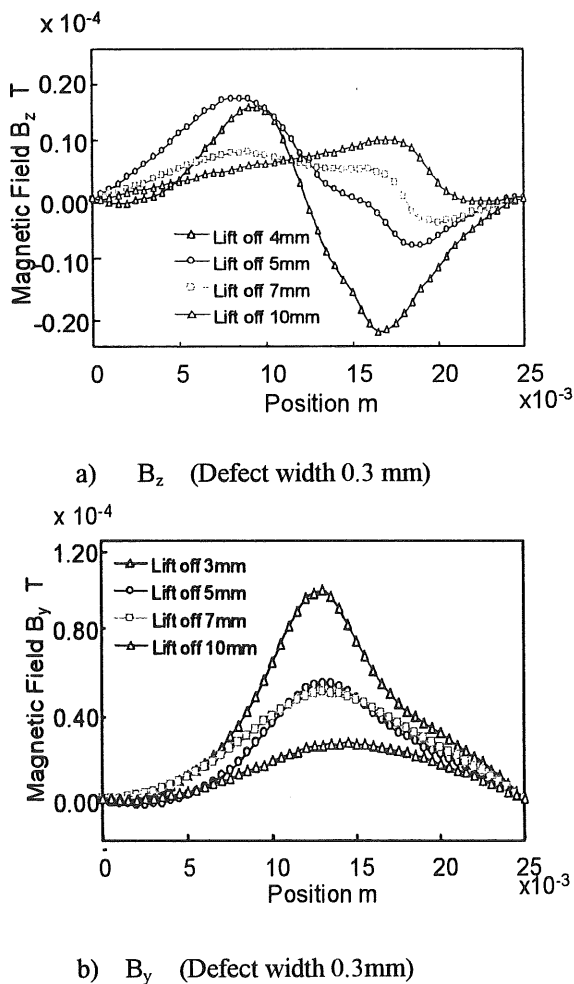 x 10⁻⁴
Magnetic Field B_z T
0.20
0.10
0.00
-0.10
-0.20
Lift off 4mm
Lift off 5mm
Lift off 7mm
Lift off 10mm
0 5 10 15 20 25
Position m x10⁻³
a) B_z (Defect width 0.3 mm)
x 10⁻⁴
Magnetic Field B_y T
1.20
0.80
0.40
0.00
Lift off 3mm
Lift off 5mm
Lift off 7mm
Lift off 10mm
0 5 10 15 20 25
Position m x10⁻³
b) B_y (Defect width 0.3mm)